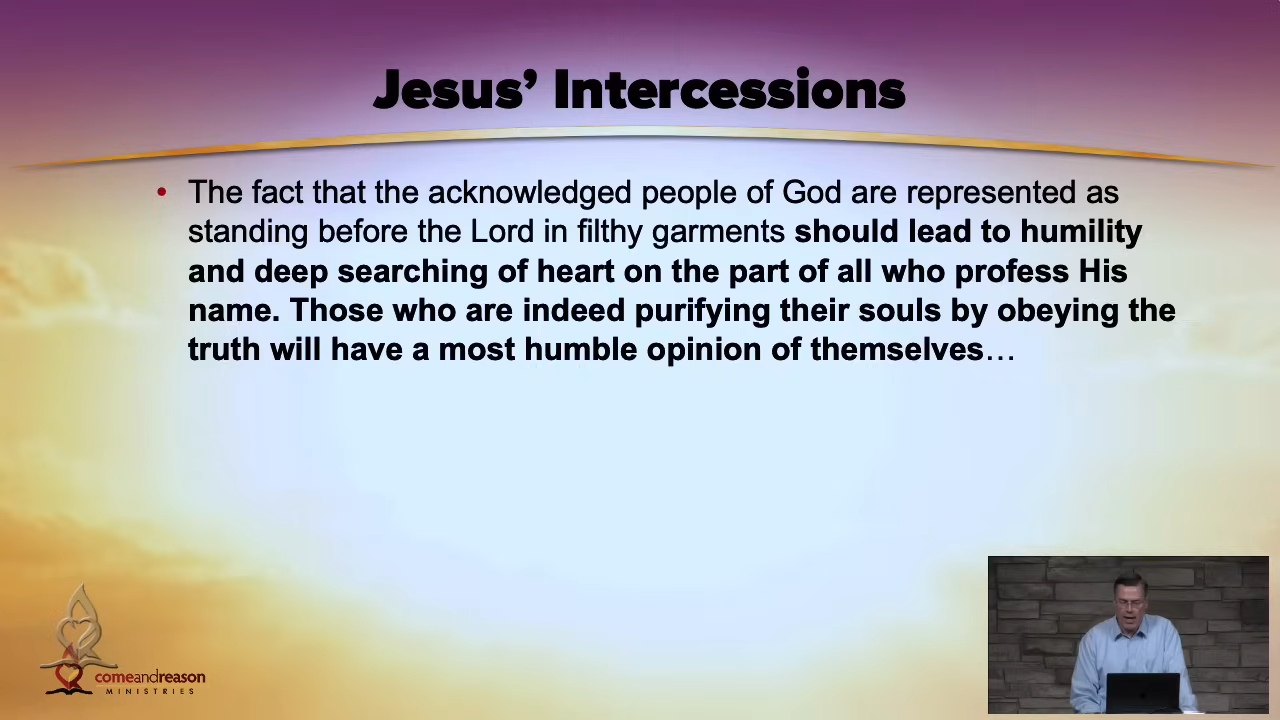 Jesus’ Intercessions
• The fact that the acknowledged people of God are represented as
standing before the Lord in filthy garments should lead to humility
and deep searching of heart on the part of all who profess His
name. Those who are indeed purifying their souls by obeying the
truth will have a most humble opinion of themselves…
comeandreason
MINISTRIES